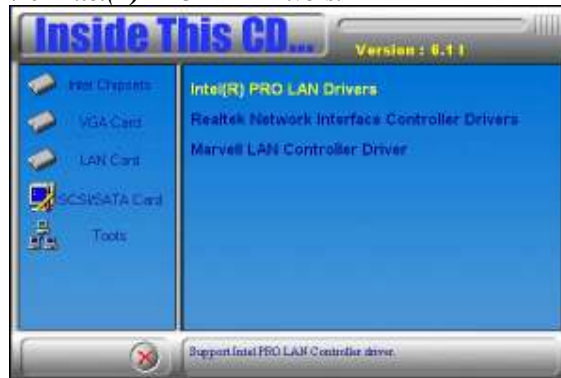 Inside This CD...
Version : 6.1 I
Intel Chipsets
VGA Card
LAN Card
SCSI/SATA Card
Tools
Intel(R) PRO LAN Drivers
Realtek Network Interface Controller Drivers
Marvell LAN Controller Driver
Support Intel PRO LAN Controller driver.